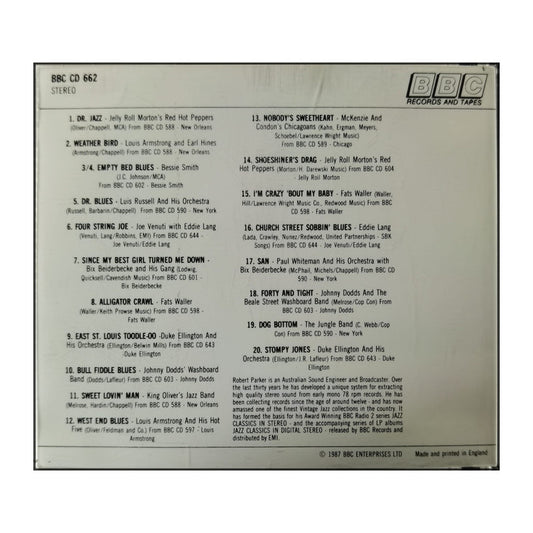 BBC CD 662
STEREO
BBC
RECORDS AND TAPES
1. DR. JAZZ - Jelly Roll Morton's Red Hot Peppers
(Oliver/Chappell, MCA) From BBC CD 588 - New Orleans
2. WEATHER BIRD - Louis Armstrong and Earl Hines
(Armstrong/Chappell) From BBC CD 588 - New Orleans
3/4. EMPTY BED BLUES - Bessie Smith
(J.C. Johnson/MCA)
From BBC CD 602 - Bessie Smith
5. DR. BLUES - Luis Russell And His Orchestra
(Russell, Barbarin/Chappell) From BBC CD 590 - New York
6. FOUR STRING JOE - Joe Venuti with Eddie Lang
(Venuti, Lang/Robbins, EMI) From BBC CD 644 -
Joe Venuti/Eddie Lang
7. SINCE MY BEST GIRL TURNED ME DOWN -
Bix Beiderbecke and His Gang (Lodwig,
Quicksell/Cavendish Music) From BBC CD 601 -
Bix Beiderbecke
8. ALLIGATOR CRAWL - Fats Waller
(Waller/Keith Prowse Music) From BBC CD 598 -
Fats Waller
9. EAST ST. LOUIS TOODLE-OO -Duke Ellington And
His Orchestra (Ellington/Belwin Mills) From BBC CD 643
-Duke Ellington
10. BULL FIDDLE BLUES - Johnny Dodds' Washboard
Band (Dodds/Lafleur) From BBC CD 603 - Johnny Dodds
11. SWEET LOVIN' MAN - King Oliver's Jazz Band
(Melrose, Hardin/Chappell) From BBC CD 588 - New Orleans
12. WEST END BLUES - Louis Armstrong And His Hot
Five (Oliver/Feldman and Co.) From BBC CD 597 - Louis
Armstrong
13. NOBODY'S SWEETHEART - McKenzie And
Condon's Chicagoans (Kahn, Ergman, Meyers,
Schoebel/Lawrence Wright Music)
From BBC CD 589 - Chicago
14. SHOESHINER'S DRAG - Jelly Roll Morton's Red
Hot Peppers (Morton/H. Darewski Music) From BBC CD 604
- Jelly Roll Morton
15. I'M CRAZY 'BOUT MY BABY - Fats Waller (Waller,
Hill/Lawrence Wright Music Co., Redwood Music) From BBC
CD 598 - Fats Waller
16. CHURCH STREET SOBBIN' BLUES - Eddie Lang
(Lada, Crawley, Nunez/Redwood, United Partnerships - SBK
Songs) From BBC CD 644 - Joe Venuti/Eddie Lang
17. SAN - Paul Whiteman And His Orchestra with
Bix Beiderbecke (McPhail, Michels/Chappell) From BBC
CD 601 - Bix Beiderbecke
18. FORTY AND TIGHT - Johnny Dodds And The
Beale Street Washboard Band (Melrose/Cop Con) From BBC
CD 603 - Johnny Dodds
19. DOG BOTTOM - The Jungle Band (C. Webb/Cop
Con) From BBC CD 590 - New York
20. STOMPY JONES - Duke Ellington And His
Orchestra (Ellington/J.R. Lafleur) From BBC CD 643 - Duke
Ellington
Robert Parker is an Australian Sound Engineer and Broadcaster. Over
the last thirty years he has developed a unique system for extracting
high quality stereo sound from early mono 78 rpm records. He has
been collecting records since the age of around twelve - and has now
amassed one of the finest Vintage Jazz collections in the country. It
has formed the basis for his Award Winning BBC Radio 2 series JAZZ
CLASSICS IN STEREO - and the accompanying series of LP albums
JAZZ CLASSICS IN DIGITAL STEREO - released by BBC Records and
distributed by EMI.
© 1987 BBC ENTERPRISES LTD
Made and printed in England